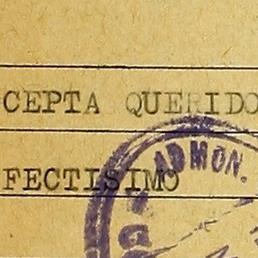 CEPTA QUERIDO
FECTISIMO
ADMON.